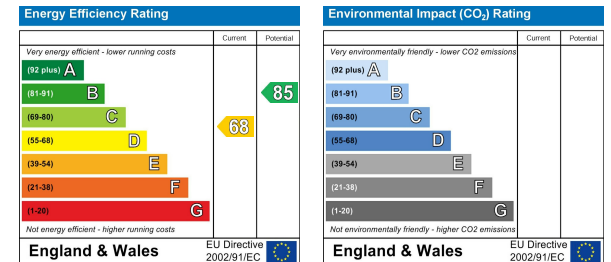 Energy Efficiency Rating
Current Potential
Very energy efficient - lower running costs
(92 plus) A
(81-91) B
(69-80) C
(55-68) D
(39-54) E
(21-38) F
(1-20) G
68
85
Not energy efficient - higher running costs
England & Wales
EU Directive
2002/91/EC
Environmental Impact (CO₂) Rating
Current Potential
Very environmentally friendly - lower CO2 emissions
(92 plus) A
(81-91) B
(69-80) C
(55-68) D
(39-54) E
(21-38) F
(1-20) G
Not environmentally friendly - higher CO2 emissions
England & Wales
EU Directive
2002/91/EC